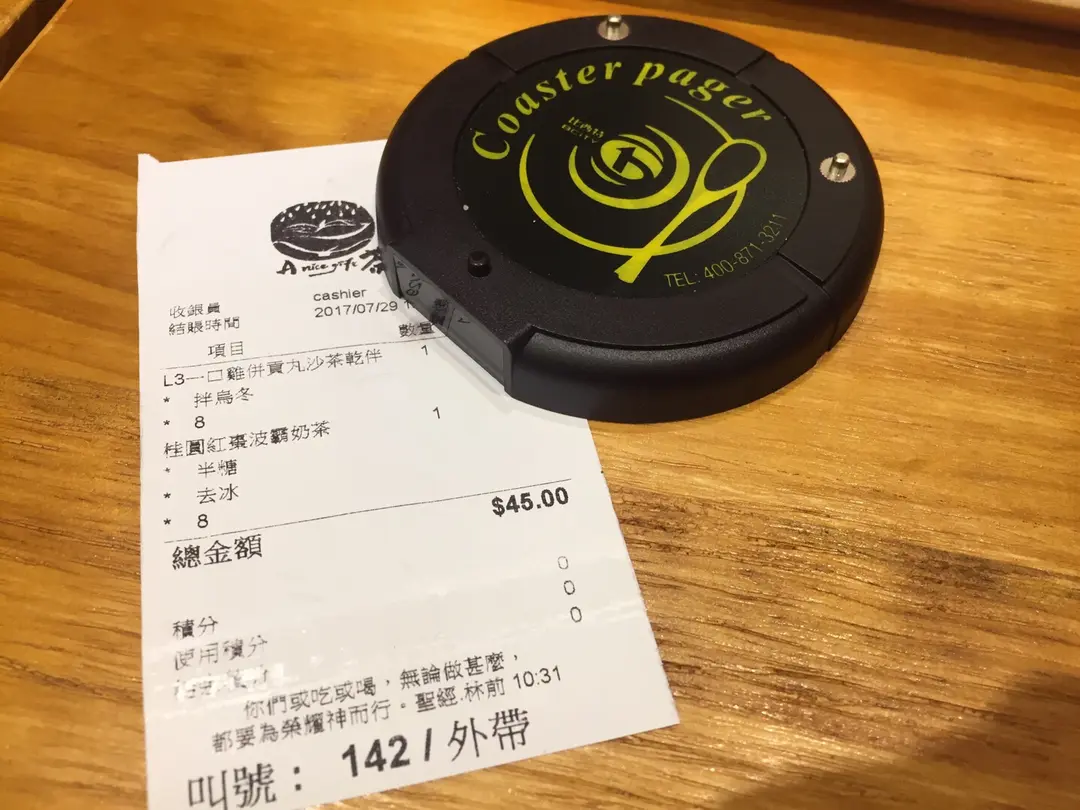 Coaster pager
TEL: 400-871-3211
A nice gift 茶
收銀員 cashier
結賬時間 2017/07/29
項目 數量
L3一口雞併貢丸沙茶乾伴 1
* 拌烏冬
* 8
桂圓紅棗波霸奶茶 1
* 半糖
* 去冰
* 8
總金額 $45.00
積分 0
使用積分 0
0
你們或吃或喝，無論做甚麼，
都要為榮耀神而行。聖經.林前 10:31
叫號： 142 / 外帶